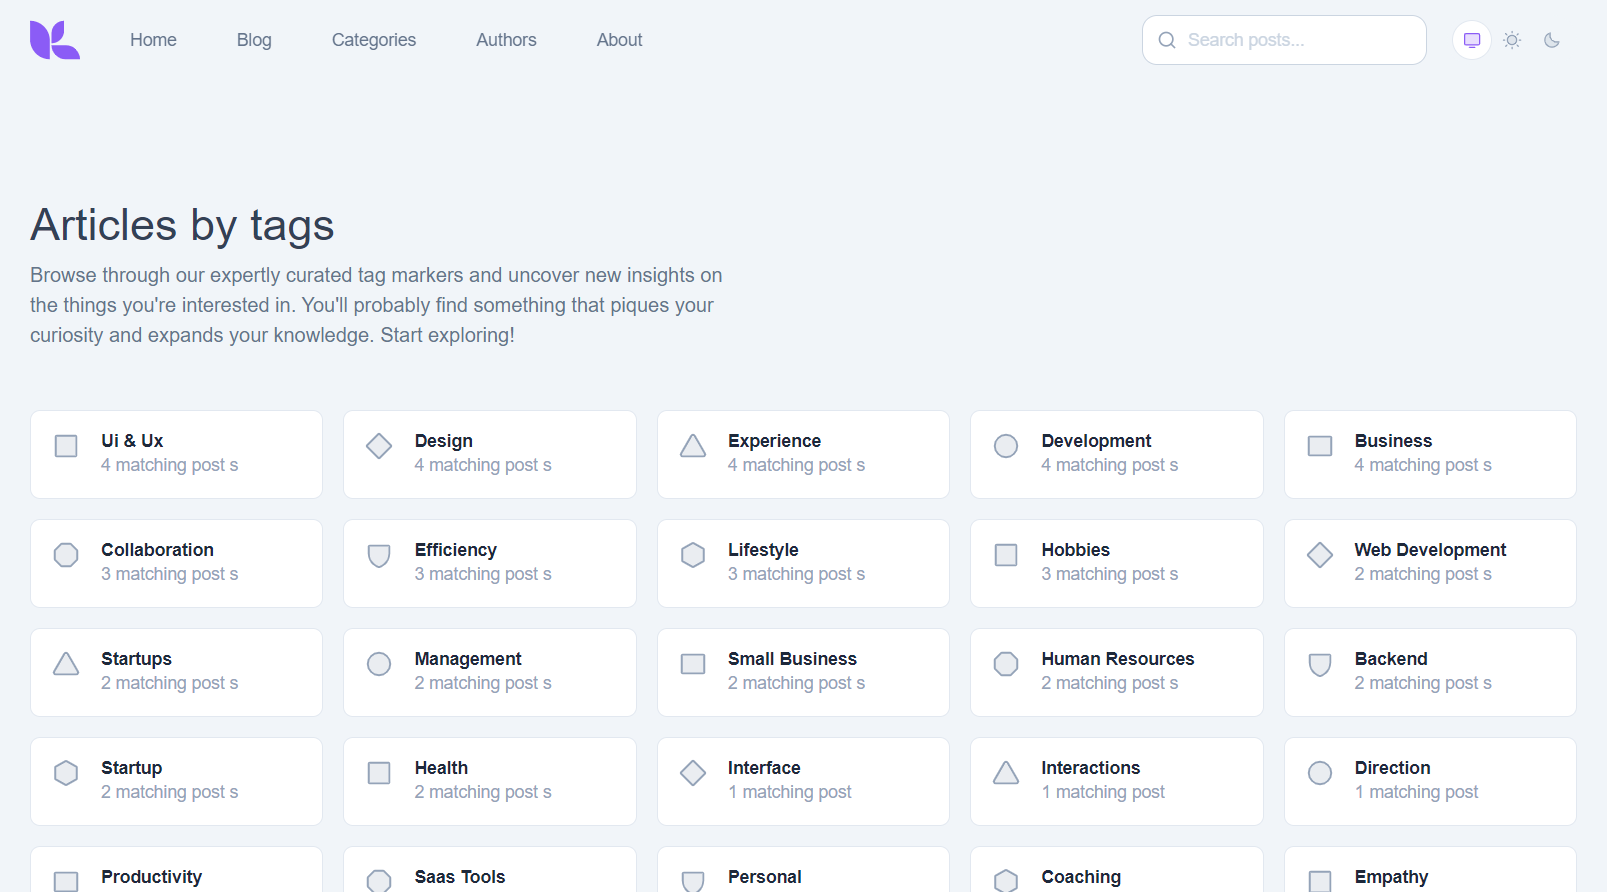 Home
Blog
Categories
Authors
About
Search posts...
Articles by tags
Browse through our expertly curated tag markers and uncover new insights on
the things you're interested in. You'll probably find something that piques your
curiosity and expands your knowledge. Start exploring!
Ui & Ux
4 matching post s
Design
4 matching post s
Experience
4 matching post s
Development
4 matching post s
Business
4 matching post s
Collaboration
3 matching post s
Efficiency
3 matching post s
Lifestyle
3 matching post s
Hobbies
3 matching post s
Web Development
2 matching post s
Startups
2 matching post s
Management
2 matching post s
Small Business
2 matching post s
Human Resources
2 matching post s
Backend
2 matching post s
Startup
2 matching post s
Health
2 matching post s
Interface
1 matching post
Interactions
1 matching post
Direction
1 matching post
Productivity
Saas Tools
Personal
Coaching
Empathy